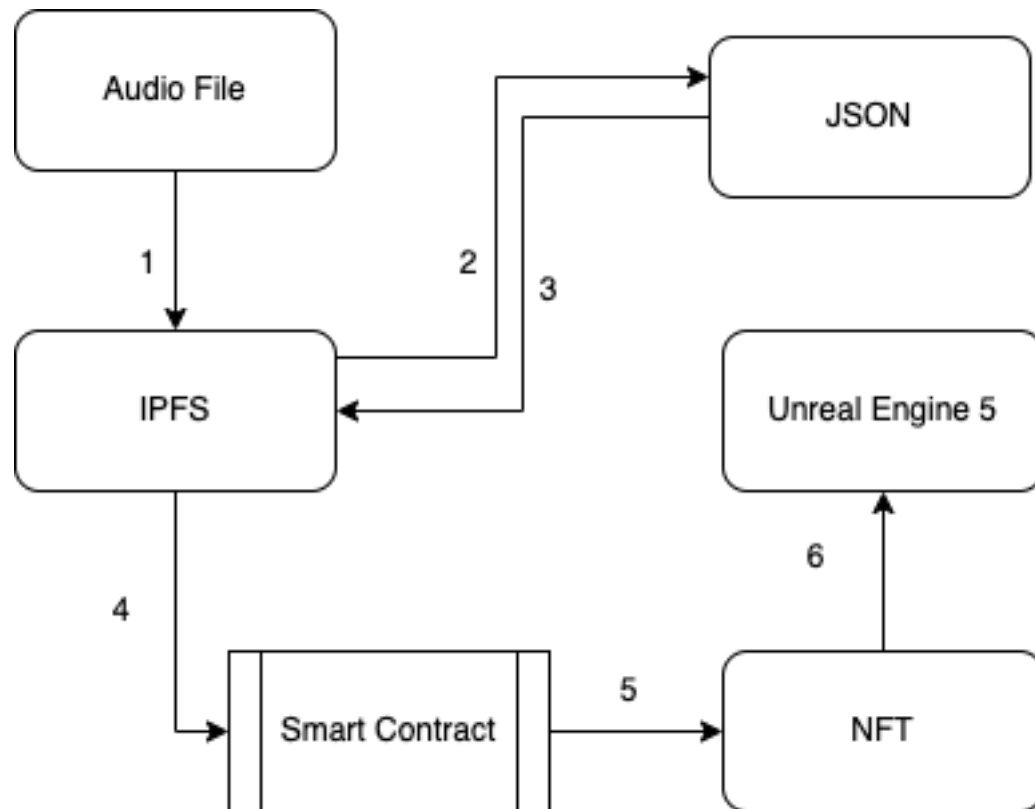 Audio File
JSON
1
2
3
IPFS
Unreal Engine 5
4
6
5
Smart Contract
NFT